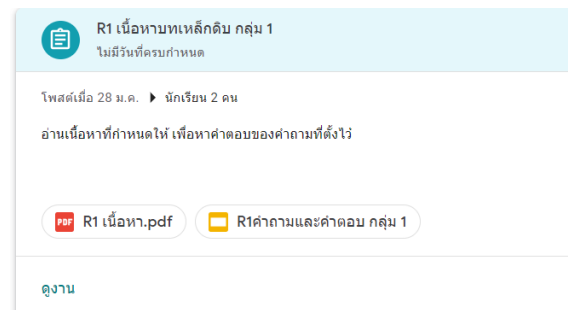 R1 เนื้อหาบทเหล็กดิบ กลุ่ม 1
ไม่มีวันที่ครบกำหนด
โพสต์เมื่อ 28 ม.ค. นักเรียน 2 คน
อ่านเนื้อหาที่กำหนดให้ เพื่อหาคำตอบของคำถามที่ตั้งไว้
PDF R1 เนื้อหา.pdf R1คำถามและคำตอบ กลุ่ม 1
ดูงาน